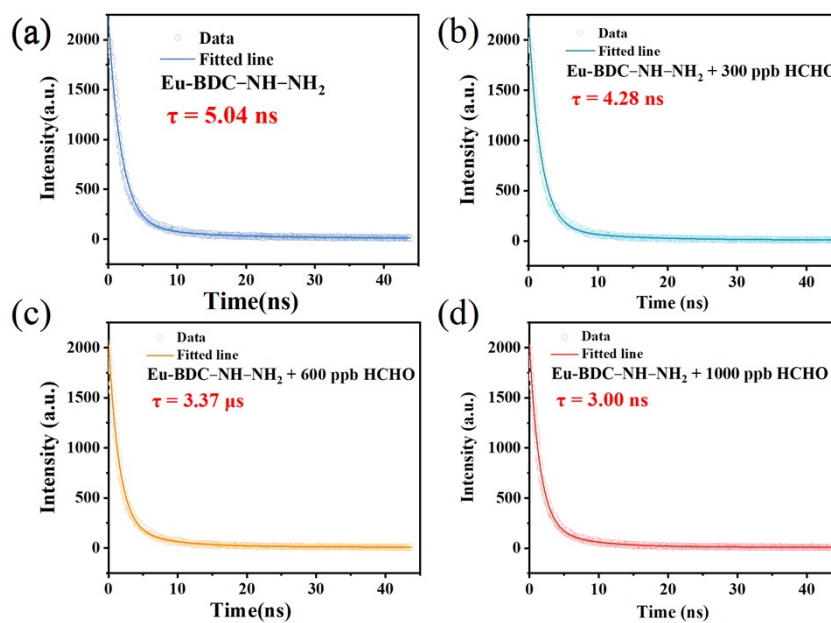 (a)
Data
Fitted line
Eu-BDC–NH–NH₂
τ = 5.04 ns
2000
1500
1000
500
0
Intensity(a.u.)
0 10 20 30 40
Time(ns)
(b)
Data
Fitted line
Eu-BDC–NH–NH₂ + 300 ppb HCHO
τ = 4.28 ns
2000
1500
1000
500
0
Intensity (a.u.)
0 10 20 30 40
Time (ns)
(c)
Data
Fitted line
Eu-BDC–NH–NH₂ + 600 ppb HCHO
τ = 3.37 μs
2000
1500
1000
500
0
Intensity (a.u.)
0 10 20 30 40
Time(ns)
(d)
Data
Fitted line
Eu-BDC–NH–NH₂ + 1000 ppb HCHO
τ = 3.00 ns
2000
1500
1000
500
0
Intensity (a.u.)
0 10 20 30 40
Time (ns)